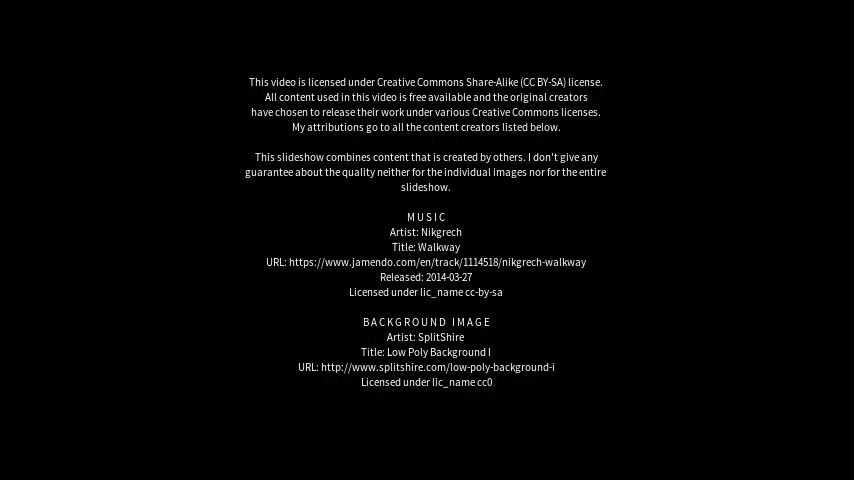 This video is licensed under Creative Commons Share-Alike (CC BY-SA) license.
All content used in this video is free available and the original creators
have chosen to release their work under various Creative Commons licenses.
My attributions go to all the content creators listed below.
This slideshow combines content that is created by others. I don't give any
guarantee about the quality neither for the individual images nor for the entire
slideshow.
MUSIC
Artist: Nikgrech
Title: Walkway
URL: https://www.jamendo.com/en/track/1114518/nikgrech-walkway
Released: 2014-03-27
Licensed under lic_name cc-by-sa
BACKGROUND IMAGE
Artist: SplitShire
Title: Low Poly Background I
URL: http://www.splitshire.com/low-poly-background-i
Licensed under lic_name cc0